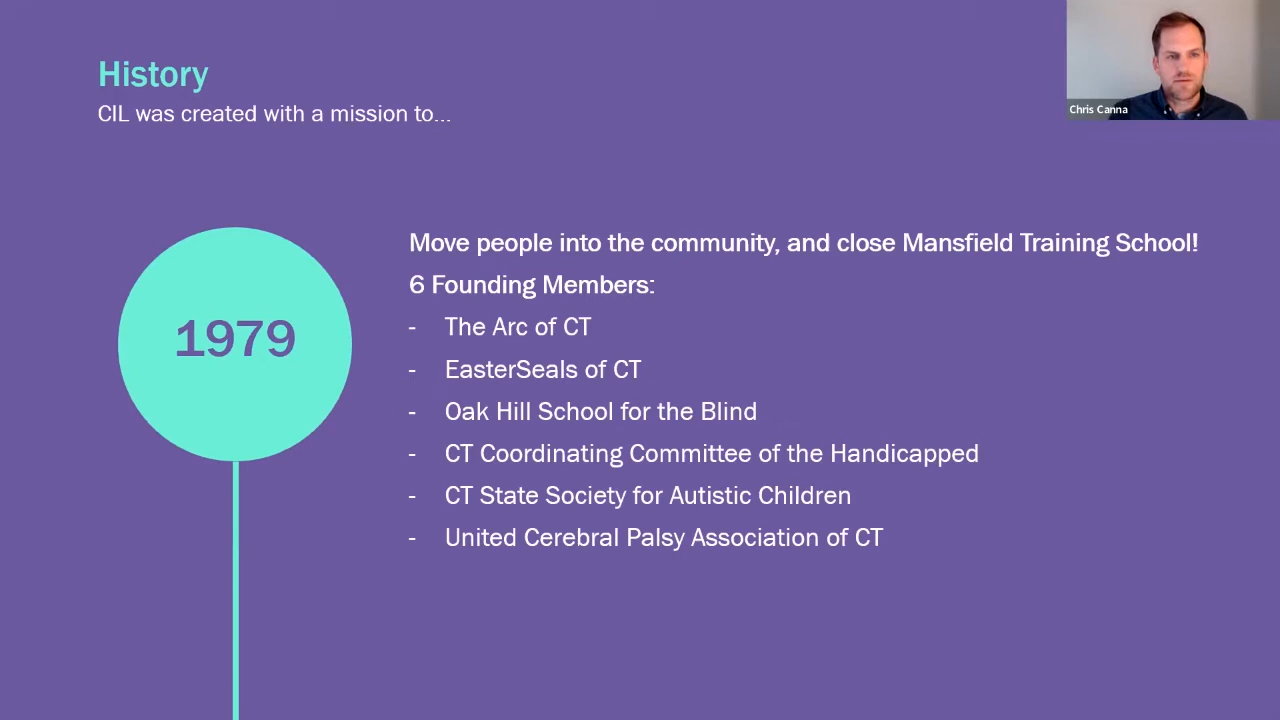 History
CIL was created with a mission to...
Chris Canna
1979
Move people into the community, and close Mansfield Training School!
6 Founding Members:
- The Arc of CT
- EasterSeals of CT
- Oak Hill School for the Blind
- CT Coordinating Committee of the Handicapped
- CT State Society for Autistic Children
- United Cerebral Palsy Association of CT